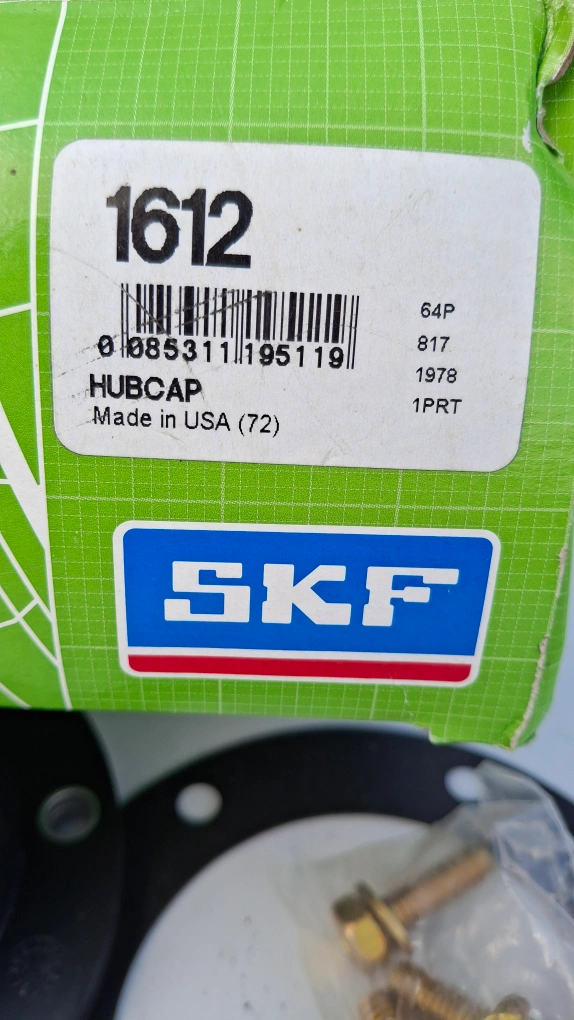 1612
0 085311 195119
HUBCAP
Made in USA (72)
64P
817
1978
1PRT
SKF